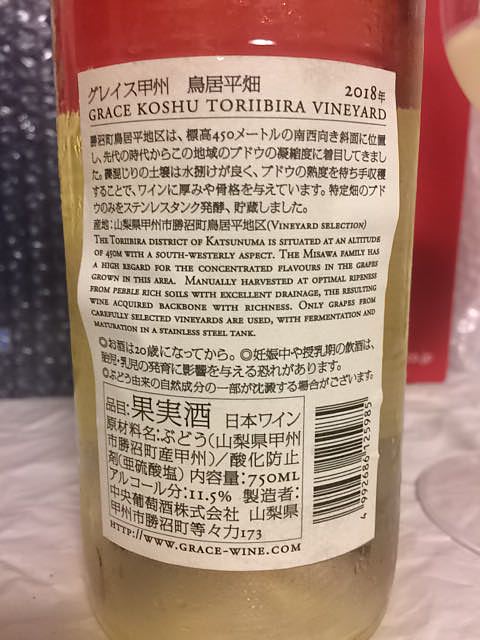 グレイス甲州 鳥居平畑 2018年
GRACE KOSHU TORIIBIRA VINEYARD
勝沼町鳥居平地区は、標高450メートルの南西向き斜面に位置
し、先代の時代からこの地域のブドウの凝縮度に着目してきまし
た。礫混じりの土壌は水捌けが良く、ブドウの熟度を待ち手収穫
することで、ワインに厚みや骨格を与えています。特定畑のブド
ウのみをステンレスタンク発酵、貯蔵しました。
産地:山梨県甲州市勝沼町鳥居平地区(VINEYARD SELECTION)
THE TORIIBIRA DISTRICT OF KATSUNUMA IS SITUATED AT AN ALTITUDE
OF 450M WITH A SOUTH-WESTERLY ASPECT. THE MISAWA FAMILY HAS
A HIGH REGARD FOR THE CONCENTRATED FLAVOURS IN THE GRAPES
GROWN IN THIS AREA. MANUALLY HARVESTED AT OPTIMAL RIPENESS
FROM PEBBLE RICH SOILS WITH EXCELLENT DRAINAGE, THE RESULTING
WINE ACQUIRED BACKBONE WITH RICHNESS. ONLY GRAPES FROM
CAREFULLY SELECTED VINEYARDS ARE USED, WITH FERMENTATION AND
MATURATION IN A STAINLESS STEEL TANK.
◎お酒は20歳になってから。◎妊娠中や授乳期の飲酒は、
胎児・乳児の発育に影響を与える恐れがあります。
◎ぶどう由来の自然成分の一部が沈澱する場合がございます。
品目:果実酒 日本ワイン
原材料名:ぶどう(山梨県甲州
市勝沼町産甲州)/酸化防止
剤(亜硫酸塩) 内容量:750ML
アルコール分:11.5% 製造者:
中央葡萄酒株式会社 山梨県
甲州市勝沼町等々力173
HTTP://WWW.GRACE-WINE.COM
4 992686 125985